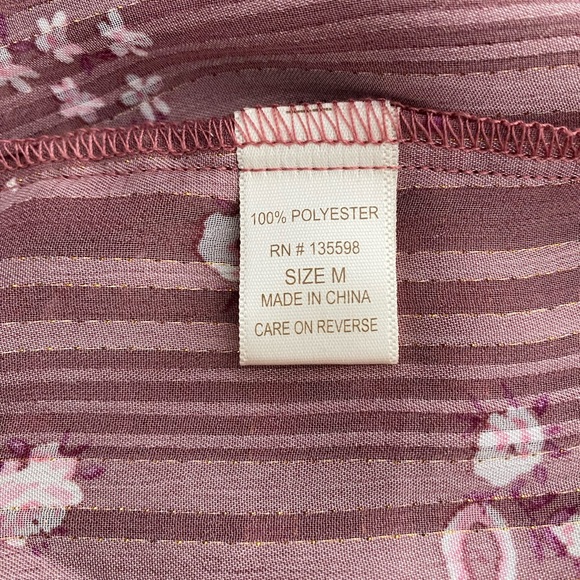 100% POLYESTER
RN # 135598
SIZE M
MADE IN CHINA
CARE ON REVERSE